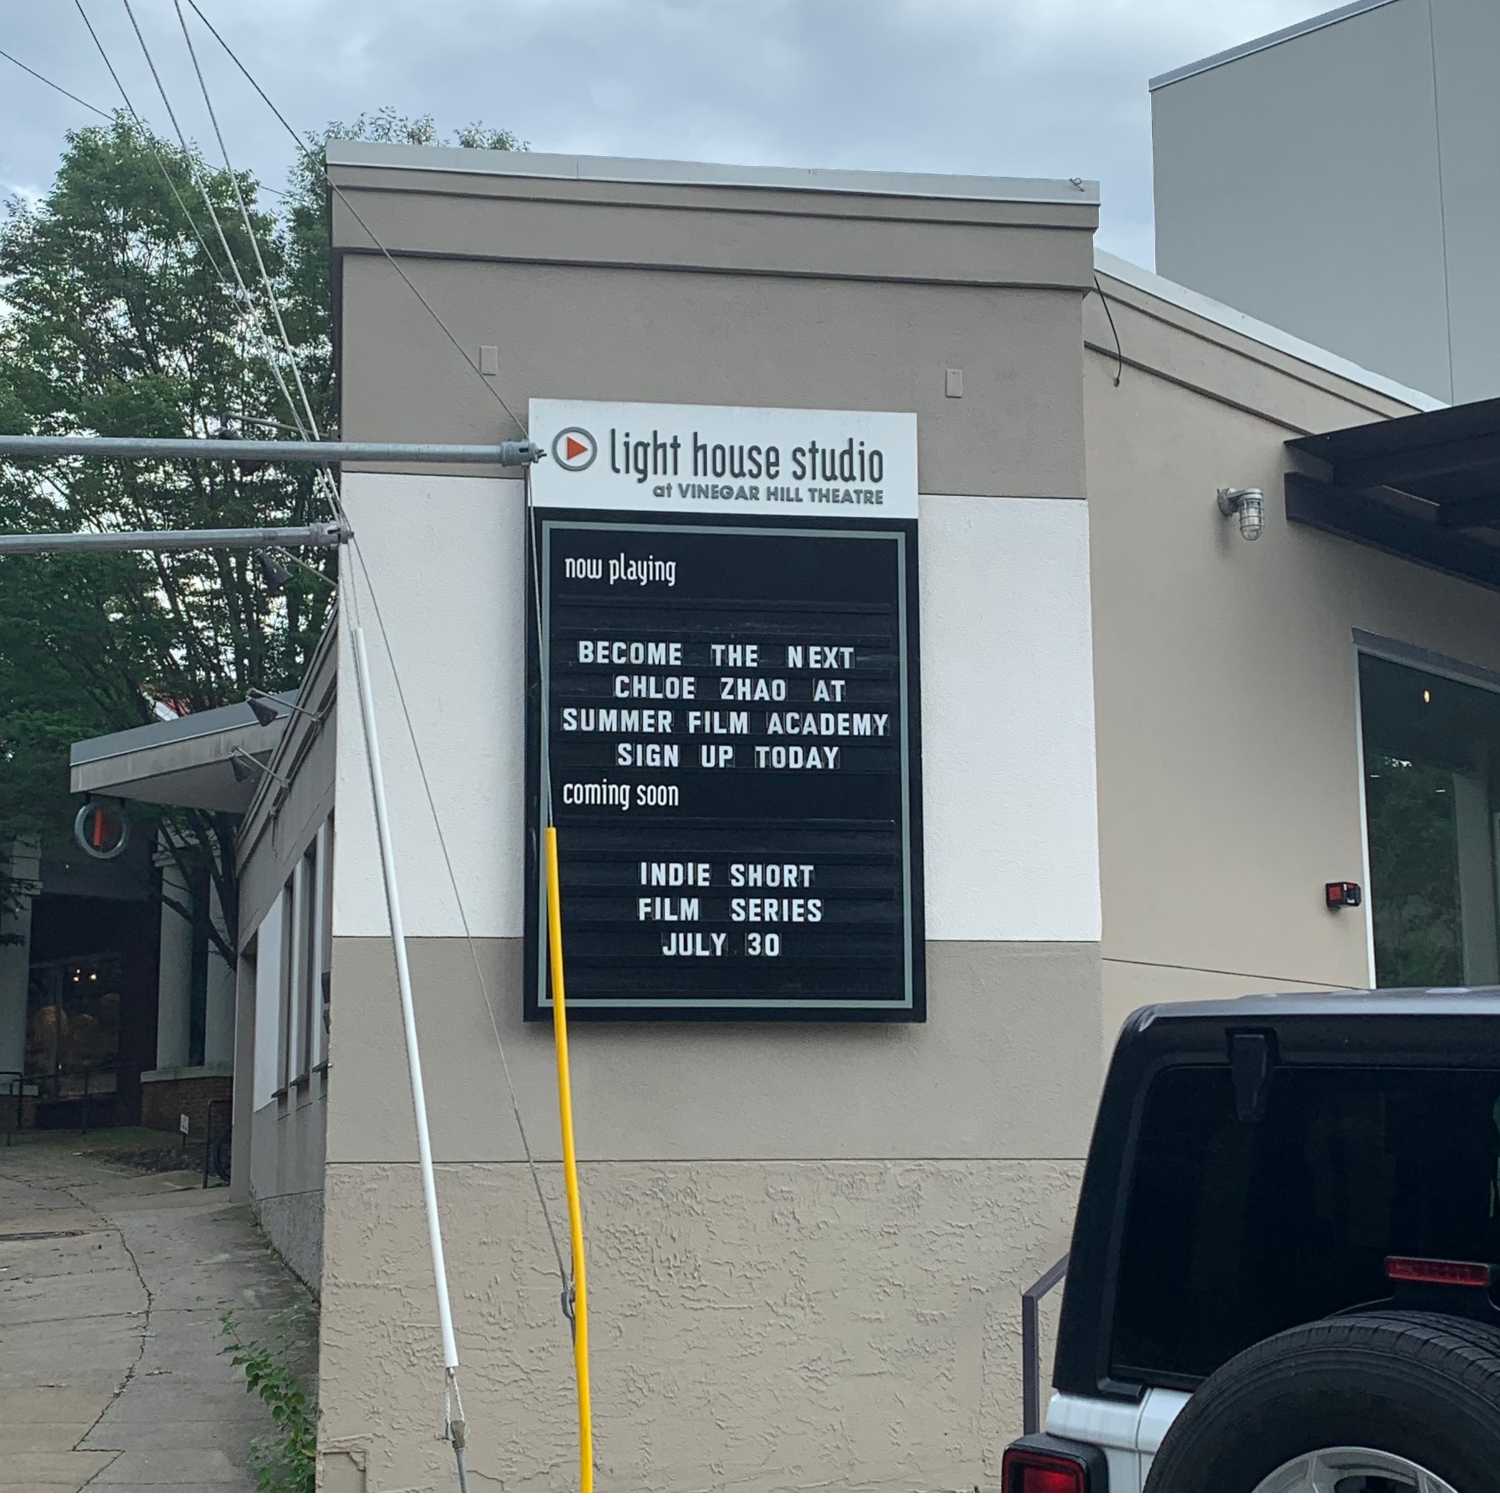 light house studio
at VINEGAR HILL THEATRE
now playing
BECOME THE NEXT
CHLOE ZHAO AT
SUMMER FILM ACADEMY
SIGN UP TODAY
coming soon
INDIE SHORT
FILM SERIES
JULY 30